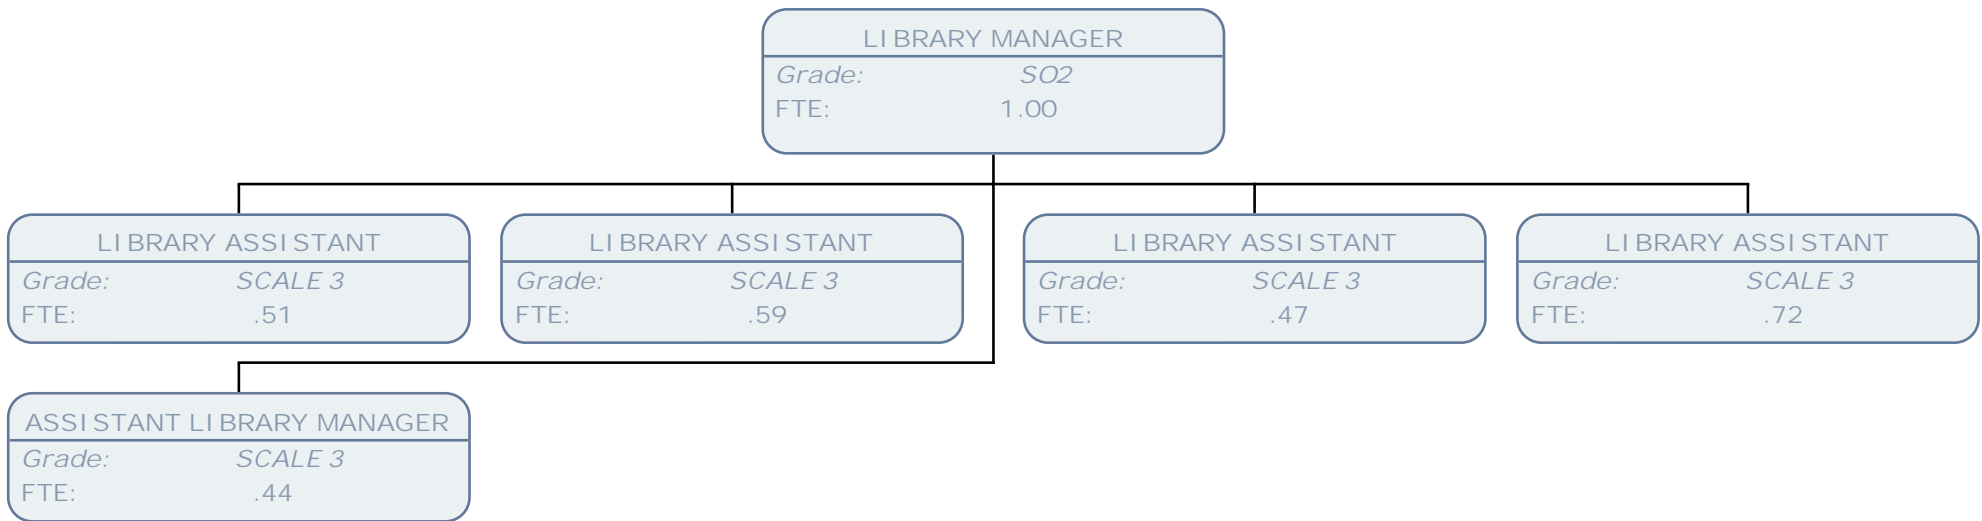 LIBRARY MANAGER
Grade: SO2
FTE: 1.00
LIBRARY ASSISTANT
Grade: SCALE 3
FTE: .51
LIBRARY ASSISTANT
Grade: SCALE 3
FTE: .59
LIBRARY ASSISTANT
Grade: SCALE 3
FTE: .47
LIBRARY ASSISTANT
Grade: SCALE 3
FTE: .72
ASSISTANT LIBRARY MANAGER
Grade: SCALE 3
FTE: .44